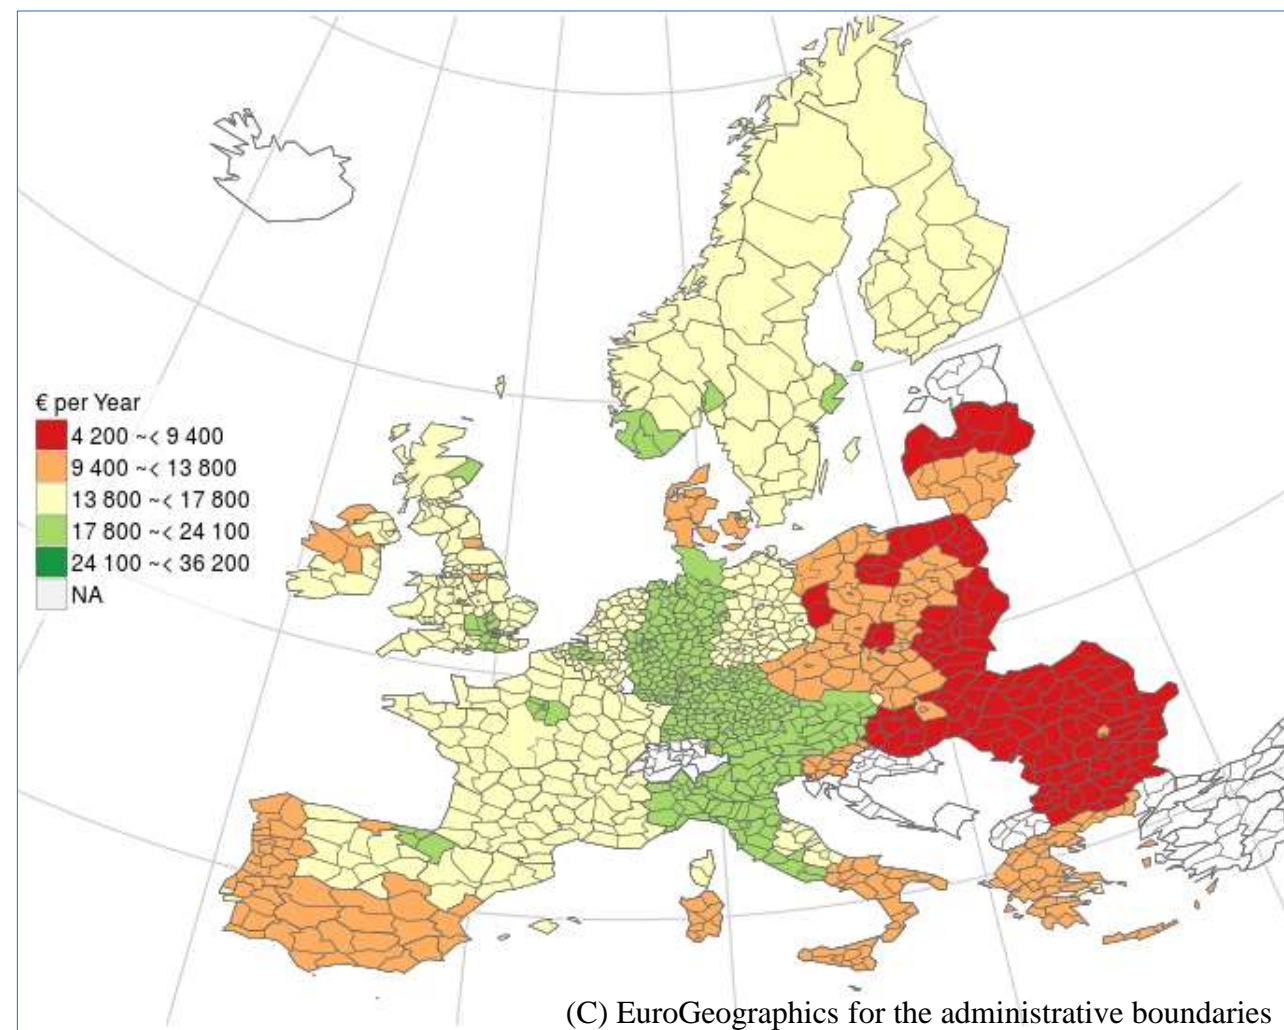 € per Year
4 200 ~< 9 400
9 400 ~< 13 800
13 800 ~< 17 800
17 800 ~< 24 100
24 100 ~< 36 200
NA
(C) EuroGeographics for the administrative boundaries